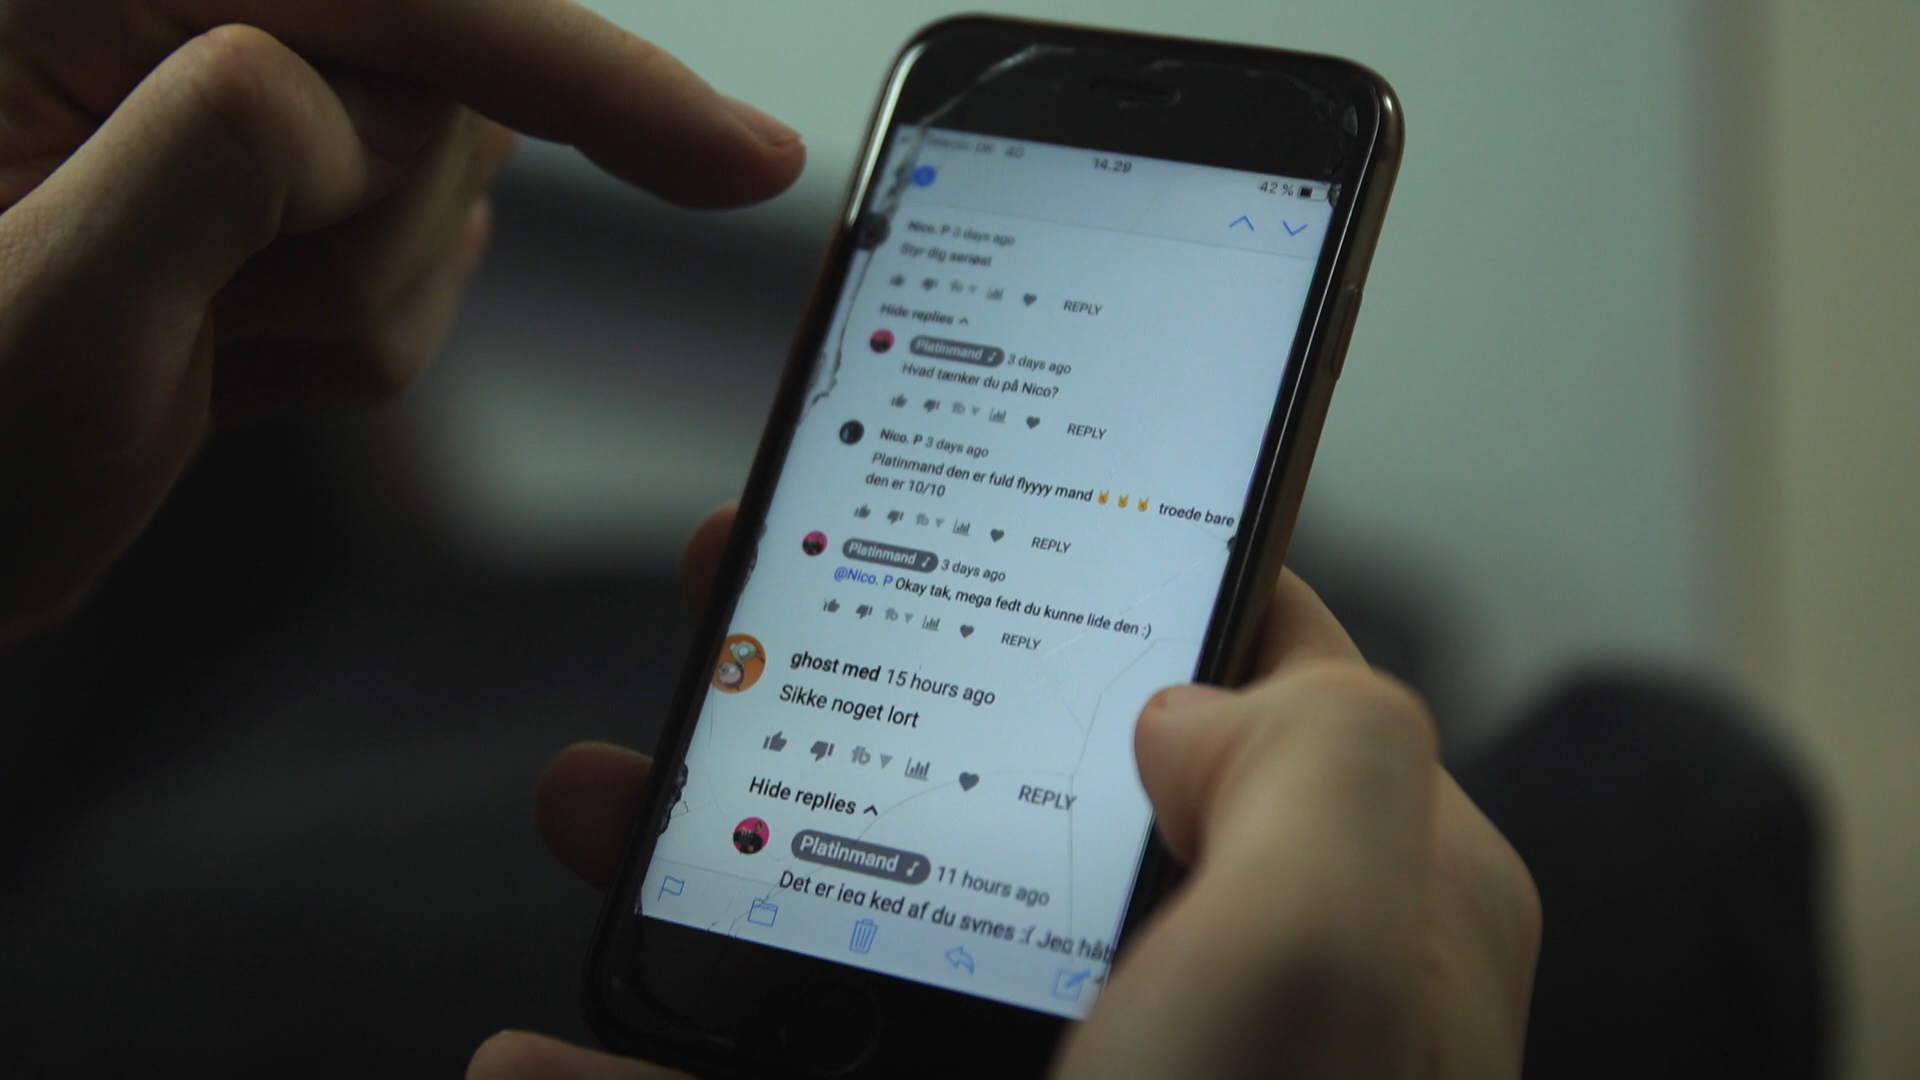 DK 4G 14.29 42 %
Nico. P 3 days ago
Styr dig seriøst
REPLY
Hide replies
Platinmand 3 days ago
Hvad tænker du på Nico?
REPLY
Nico. P 3 days ago
Platinmand den er fuld flyyyy mand🤘🤘🤘 troede bare
den er 10/10
REPLY
Platinmand 3 days ago
@Nico. P Okay tak, mega fedt du kunne lide den :)
REPLY
ghost med 15 hours ago
Sikke noget lort
REPLY
Hide replies
Platinmand 11 hours ago
Det er jeg ked af du synes :( Jeg håb